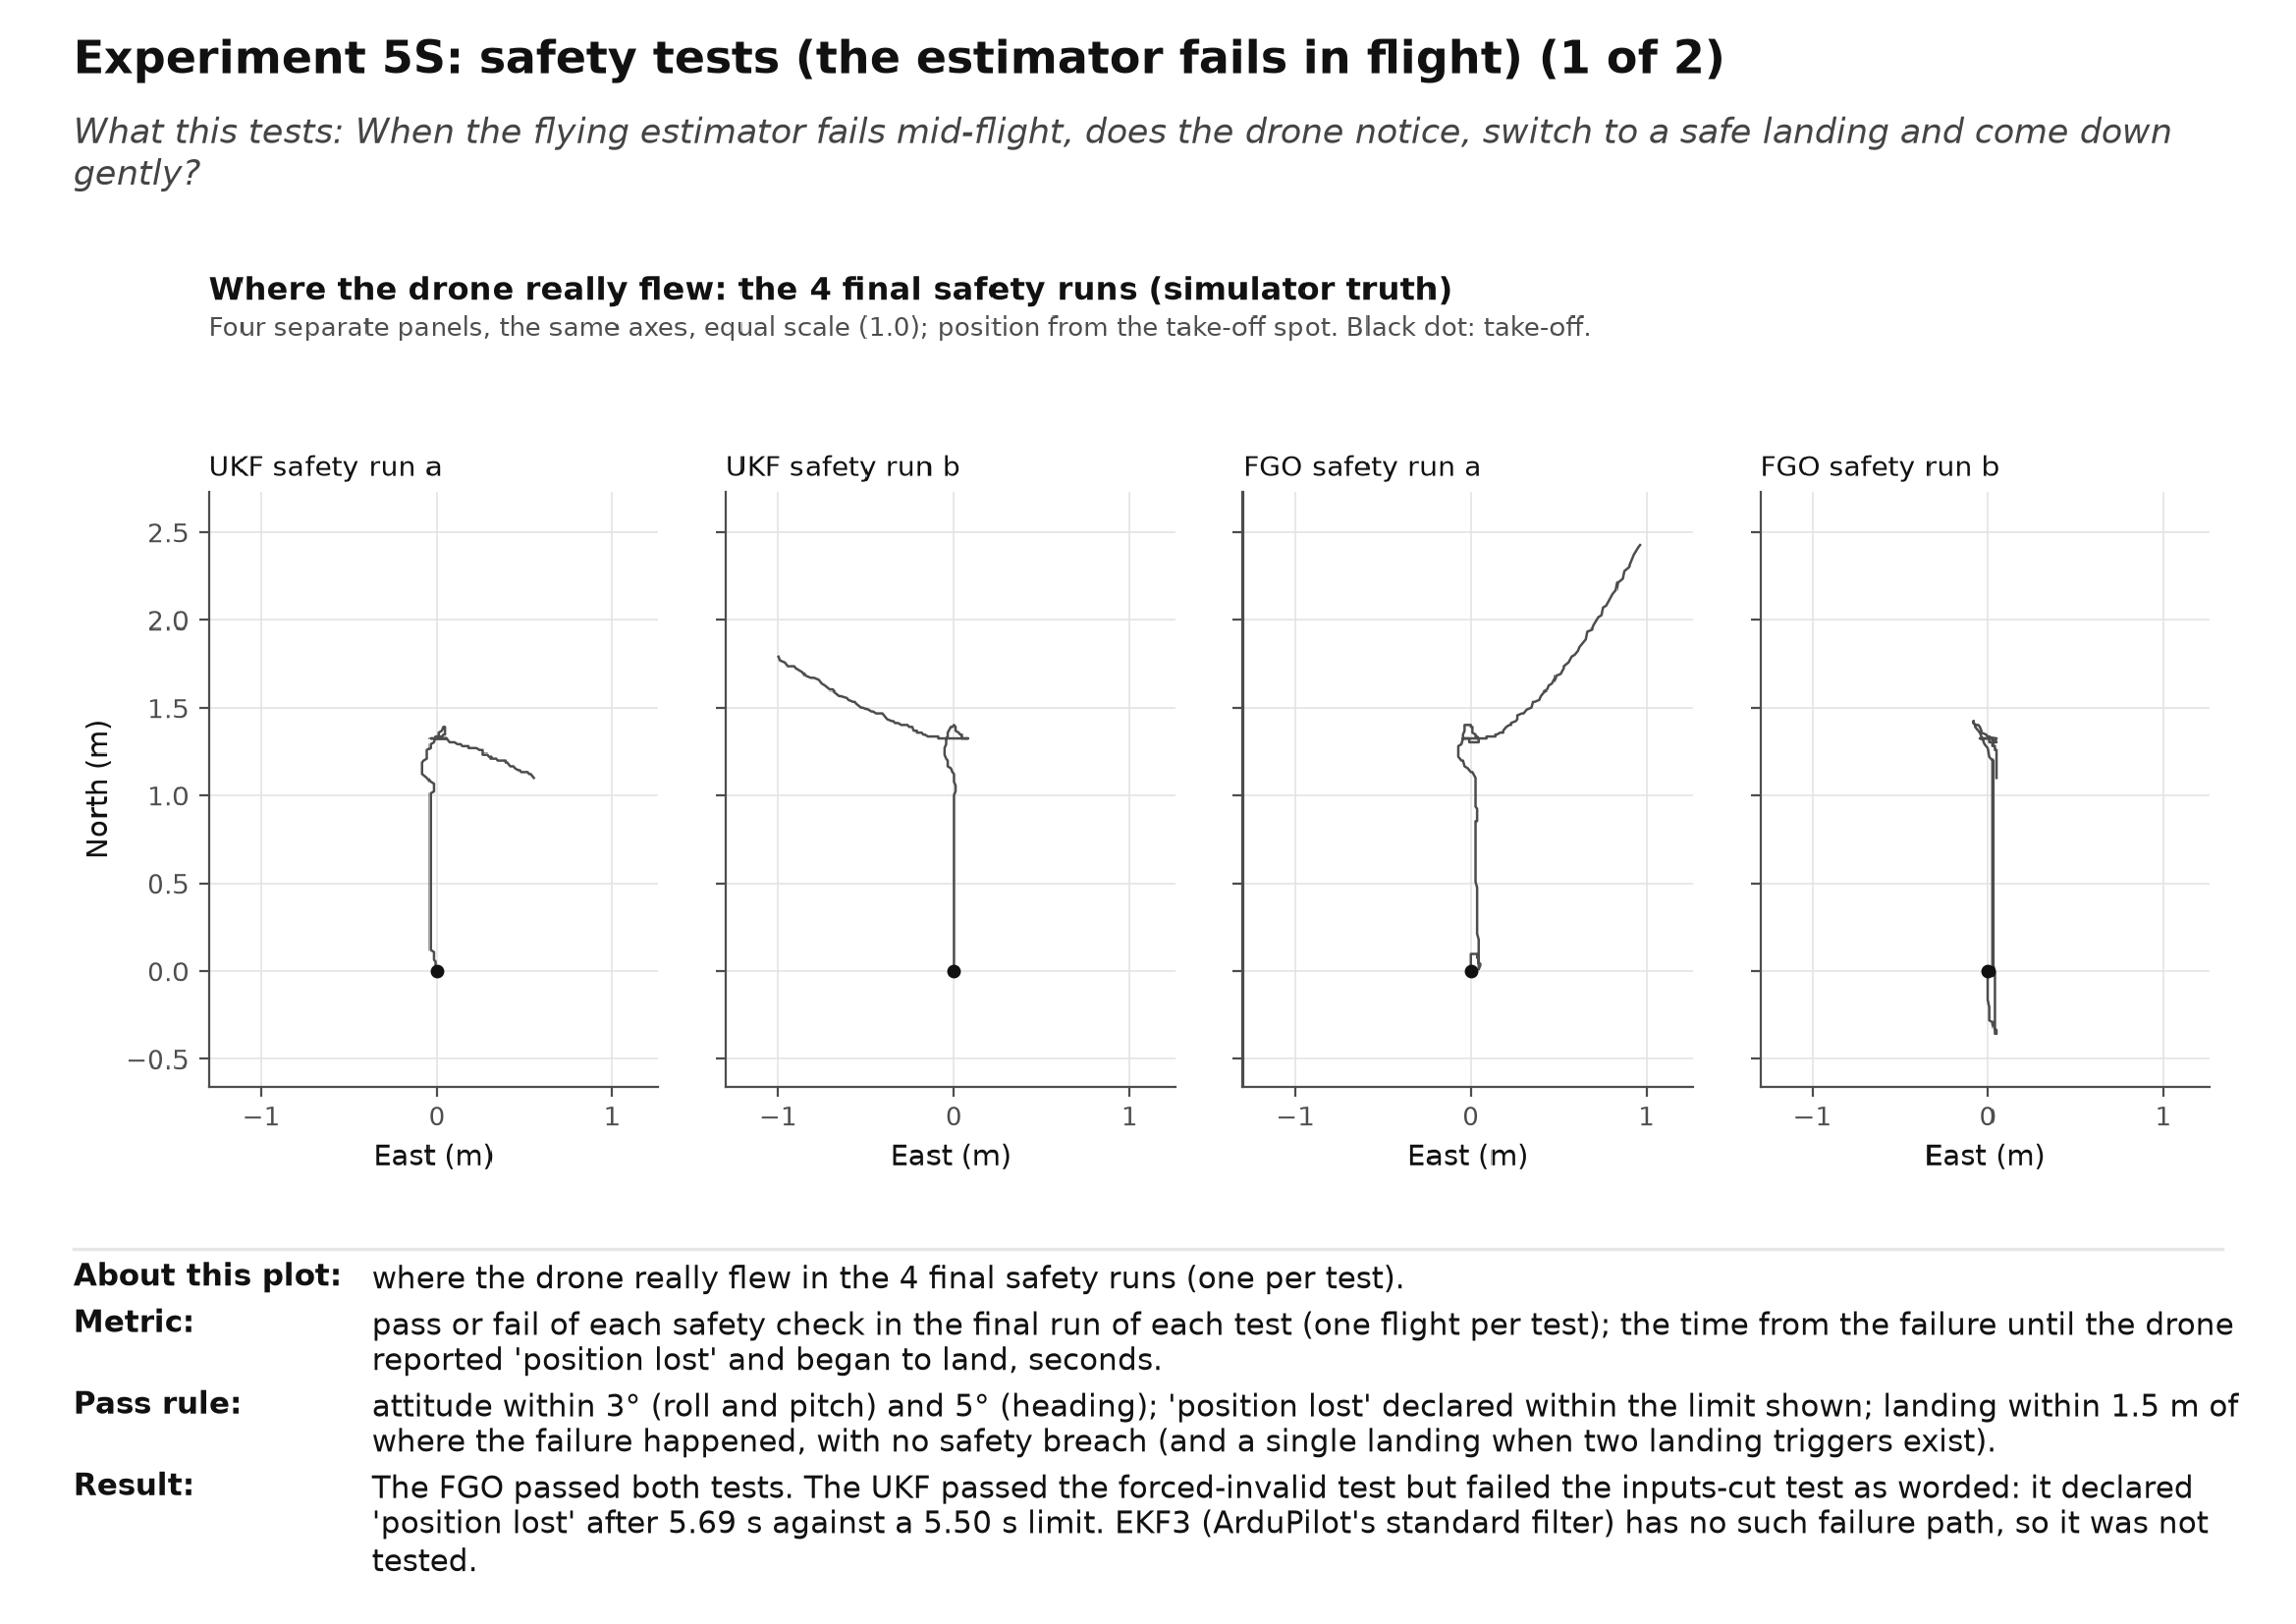 Experiment 5S: safety tests (the estimator fails in flight) (1 of 2)
What this tests: When the flying estimator fails mid-flight, does the drone notice, switch to a safe landing and come down
gently?
Where the drone really flew: the 4 final safety runs (simulator truth)
Four separate panels, the same axes, equal scale (1.0); position from the take-off spot. Black dot: take-off.
UKF safety run a
UKF safety run b
FGO safety run a
FGO safety run b
North (m)
2.5
2.0
1.5
1.0
0.5
0.0
−0.5
−1 0 1
−1 0 1
−1 0 1
−1 0 1
East (m)
East (m)
East (m)
East (m)
About this plot: where the drone really flew in the 4 final safety runs (one per test).
Metric: pass or fail of each safety check in the final run of each test (one flight per test); the time from the failure until the drone
reported 'position lost' and began to land, seconds.
Pass rule: attitude within 3° (roll and pitch) and 5° (heading); 'position lost' declared within the limit shown; landing within 1.5 m of
where the failure happened, with no safety breach (and a single landing when two landing triggers exist).
Result: The FGO passed both tests. The UKF passed the forced-invalid test but failed the inputs-cut test as worded: it declared
'position lost' after 5.69 s against a 5.50 s limit. EKF3 (ArduPilot's standard filter) has no such failure path, so it was not
tested.